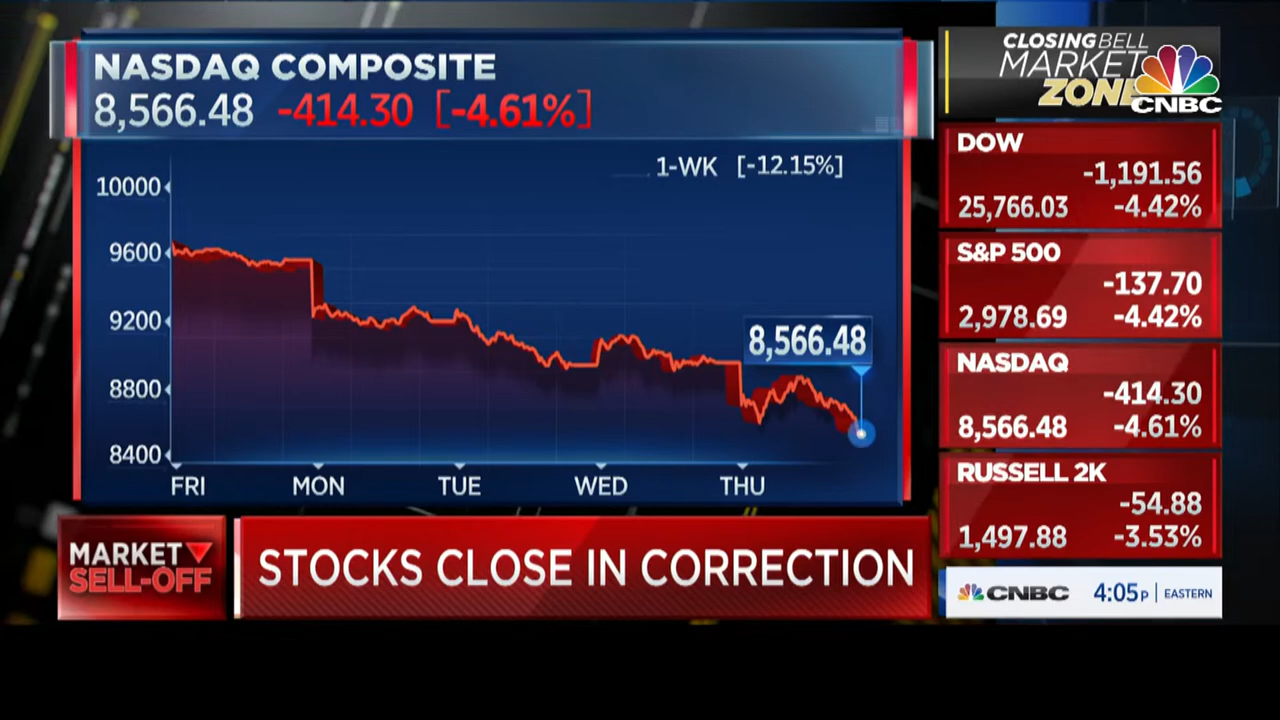 NASDAQ COMPOSITE
8,566.48 -414.30 [-4.61%]
1-WK [-12.15%]
10000
9600
9200
8800
8400
8,566.48
FRI MON TUE WED THU
MARKET
SELL-OFF
STOCKS CLOSE IN CORRECTION
CLOSING BELL
MARKET
ZONE
CNBC
DOW
-1,191.56
25,766.03 -4.42%
S&P 500
-137.70
2,978.69 -4.42%
NASDAQ
-414.30
8,566.48 -4.61%
RUSSELL 2K
-54.88
1,497.88 -3.53%
CNBC 4:05P EASTERN